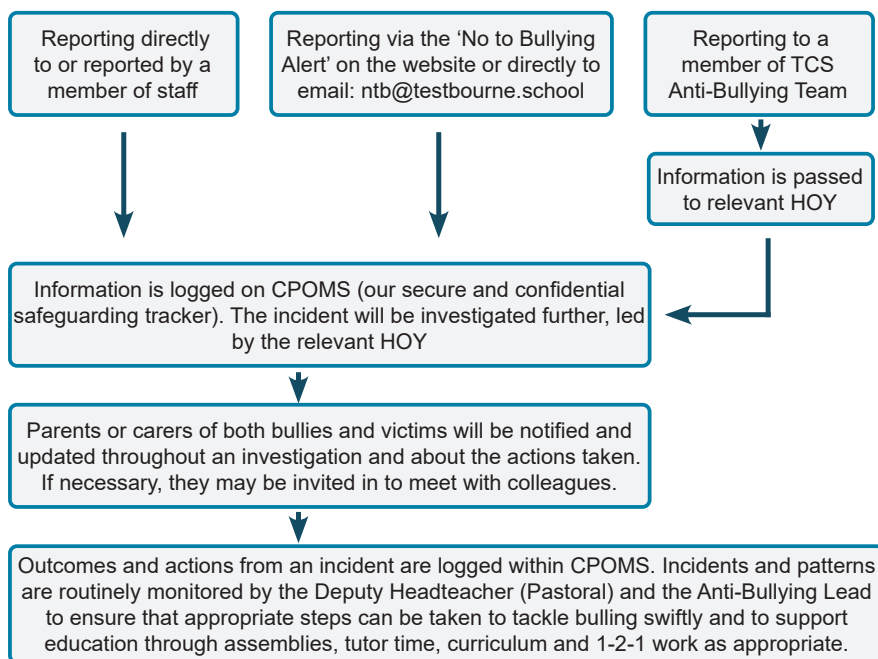 Reporting directly
to or reported by a
member of staff
Reporting via the ‘No to Bullying
Alert’ on the website or directly to
email: ntb@testbourne.school
Reporting to a
member of TCS
Anti-Bullying Team
Information is passed
to relevant HOY
Information is logged on CPOMS (our secure and confidential
safeguarding tracker). The incident will be investigated further, led
by the relevant HOY
Parents or carers of both bullies and victims will be notified and
updated throughout an investigation and about the actions taken.
If necessary, they may be invited in to meet with colleagues.
Outcomes and actions from an incident are logged within CPOMS. Incidents and patterns
are routinely monitored by the Deputy Headteacher (Pastoral) and the Anti-Bullying Lead
to ensure that appropriate steps can be taken to tackle bulling swiftly and to support
education through assemblies, tutor time, curriculum and 1-2-1 work as appropriate.